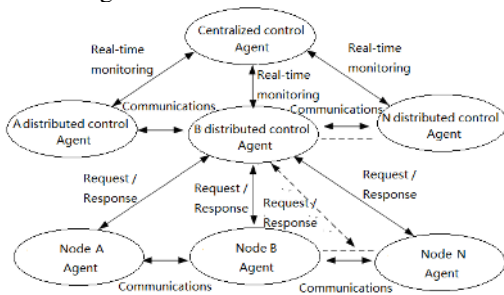 Centralized control
Agent
Real-time
monitoring
Real-time
monitoring
Real-time
monitoring
Communications
Communications
A distributed control
Agent
B distributed control
Agent
N distributed control
Agent
Request /
Response
Request /
Response
Request /
Response
Request /
Response
Node A
Agent
Node B
Agent
Node N
Agent
Communications
Communications